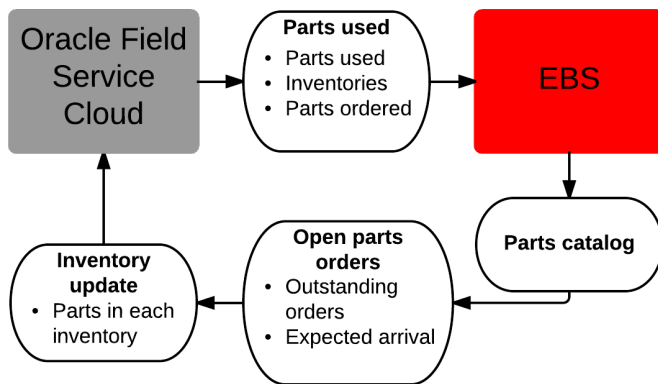 Oracle Field
Service
Cloud
Parts used
• Parts used
• Inventories
• Parts ordered
EBS
Parts catalog
Open parts
orders
• Outstanding
orders
• Expected arrival
Inventory
update
• Parts in each
inventory